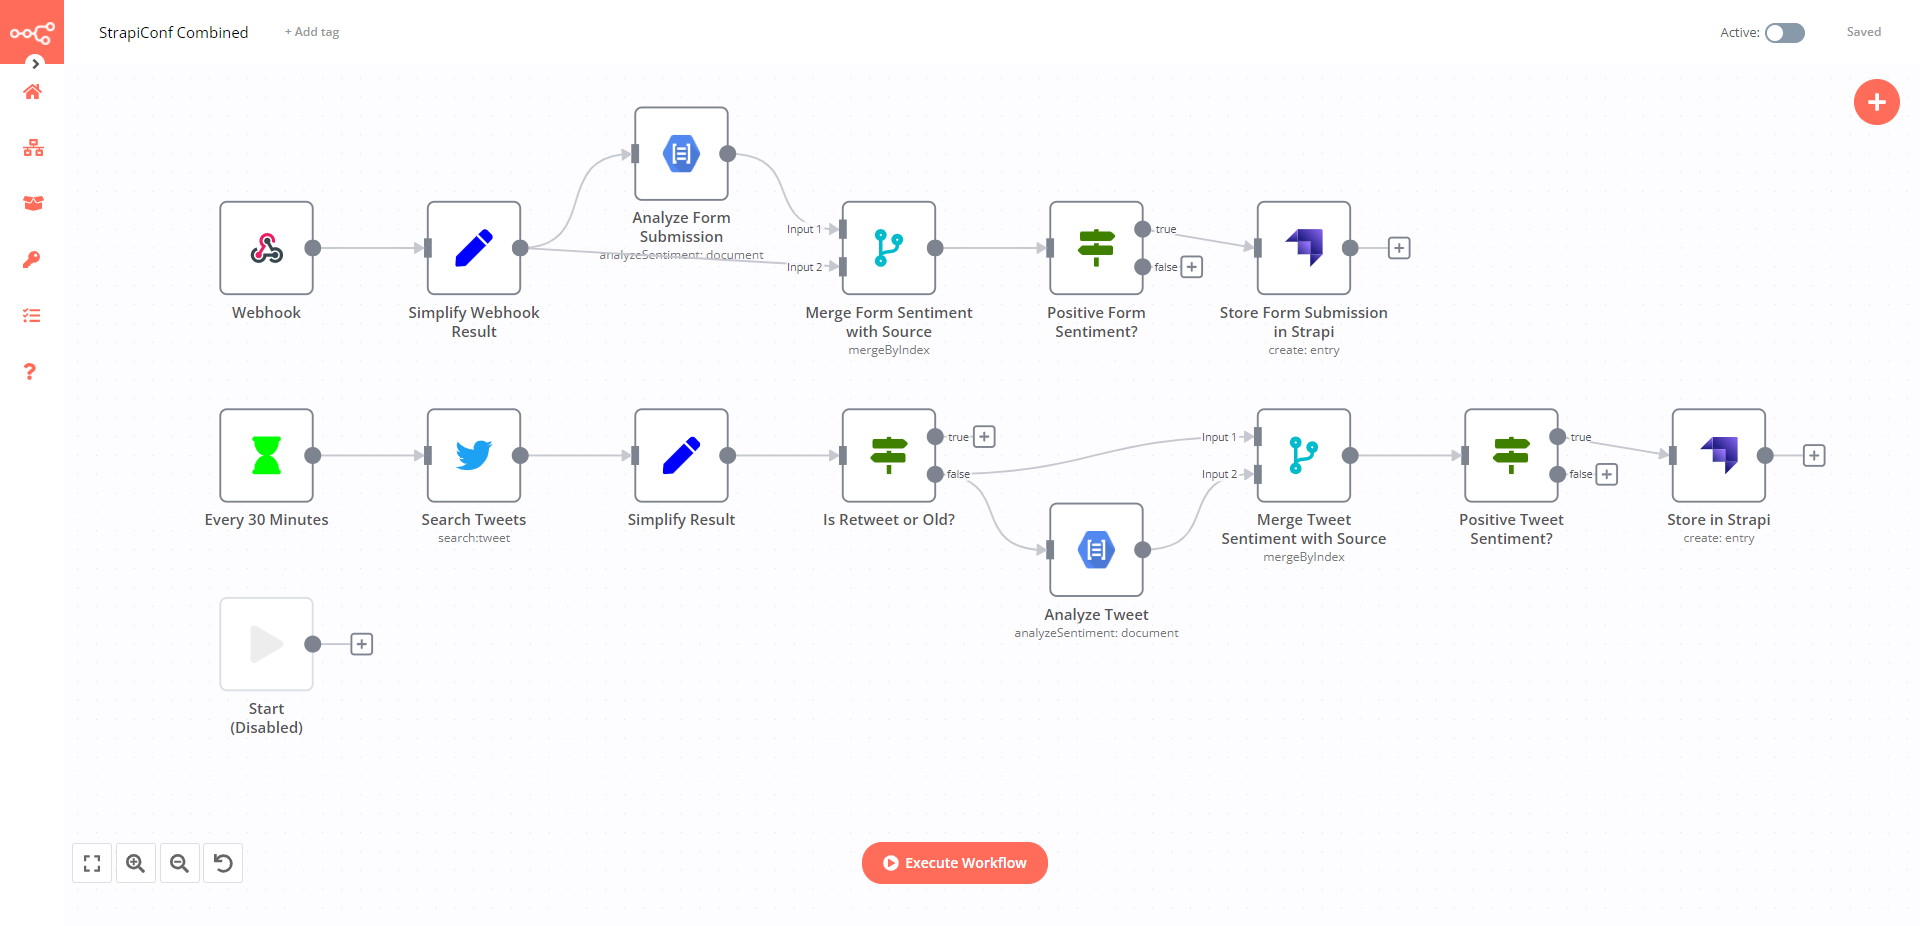 StrapiConf Combined
+ Add tag
Active:
Saved
Analyze Form
Submission
analyzeSentiment: document
Input 1
Input 2
true
false
Webhook
Simplify Webhook
Result
Merge Form Sentiment
with Source
mergeByIndex
Positive Form
Sentiment?
Store Form Submission
in Strapi
create: entry
true
false
Input 1
Input 2
true
false
Every 30 Minutes
Search Tweets
search:tweet
Simplify Result
Is Retweet or Old?
Merge Tweet
Sentiment with Source
mergeByIndex
Positive Tweet
Sentiment?
Store in Strapi
create: entry
Analyze Tweet
analyzeSentiment: document
Start
(Disabled)
Execute Workflow